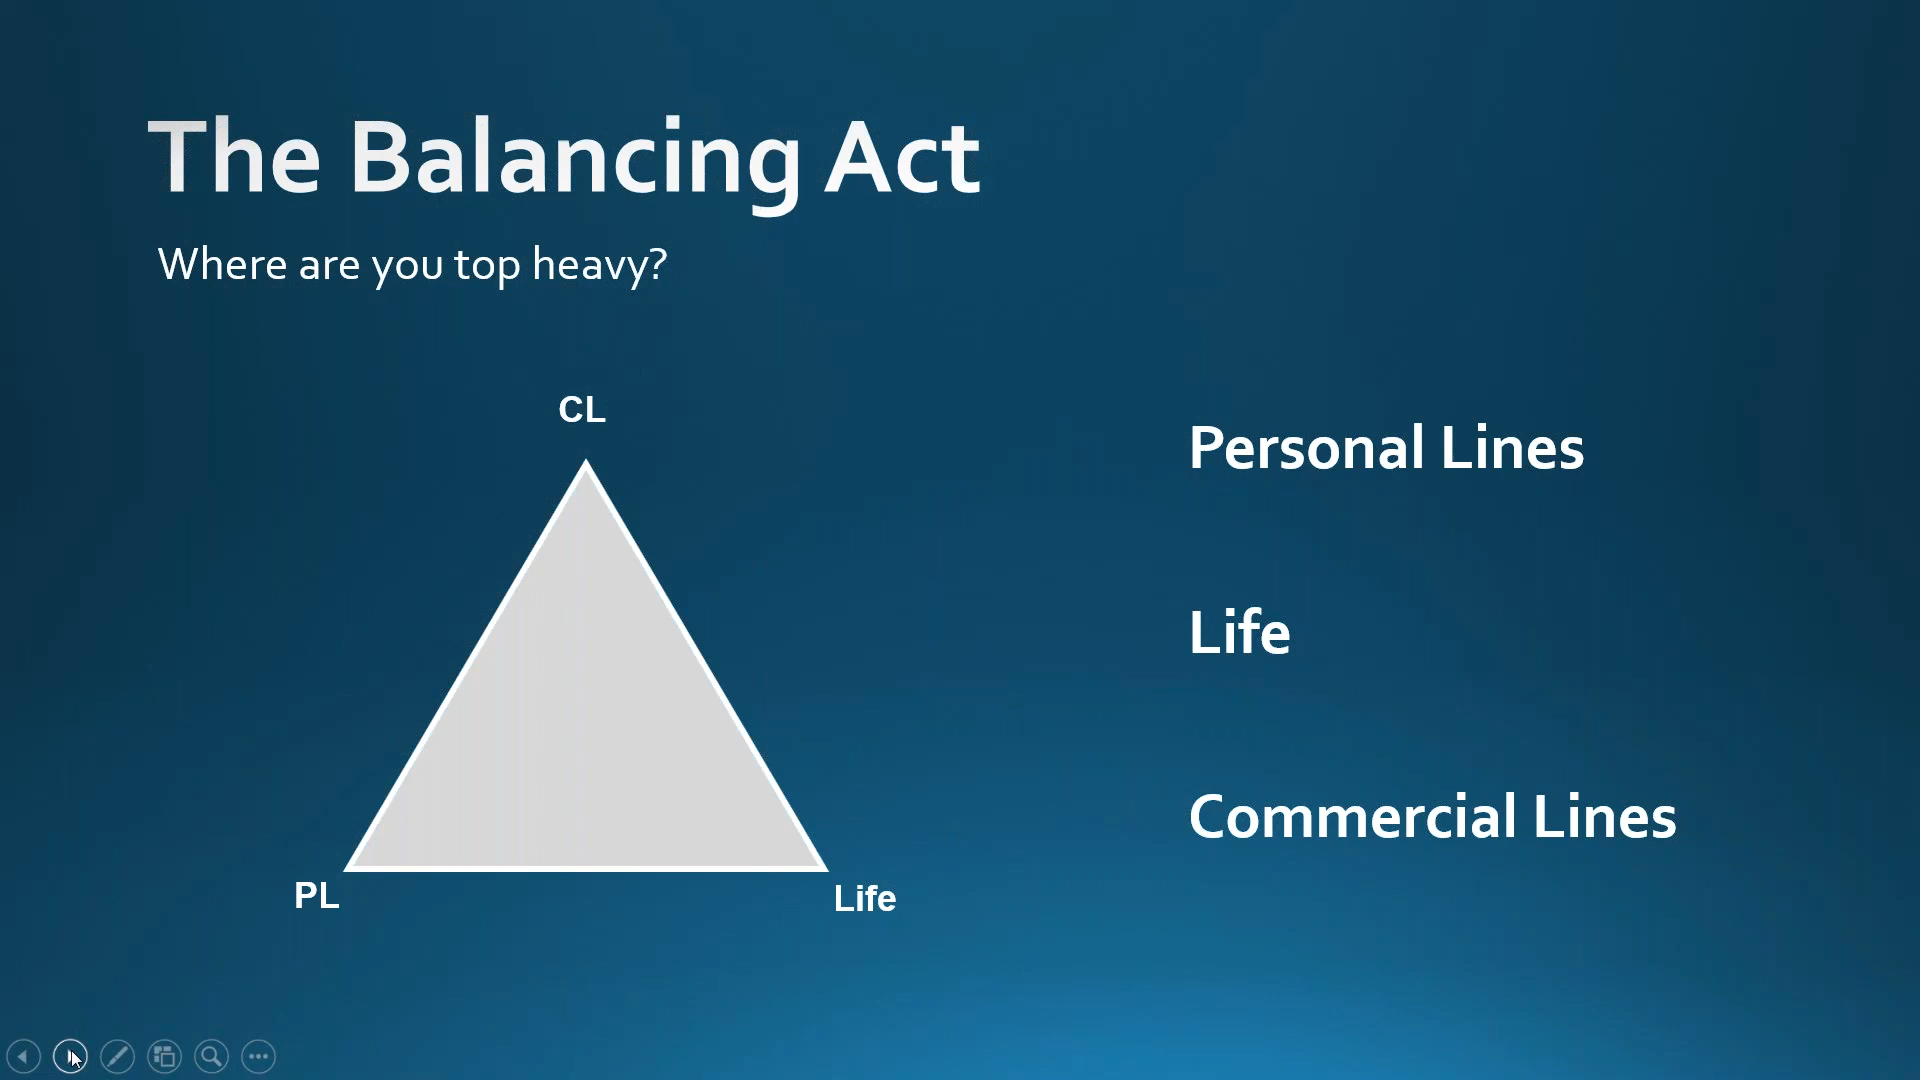 The Balancing Act
Where are you top heavy?
CL
PL
Life
Personal Lines
Life
Commercial Lines